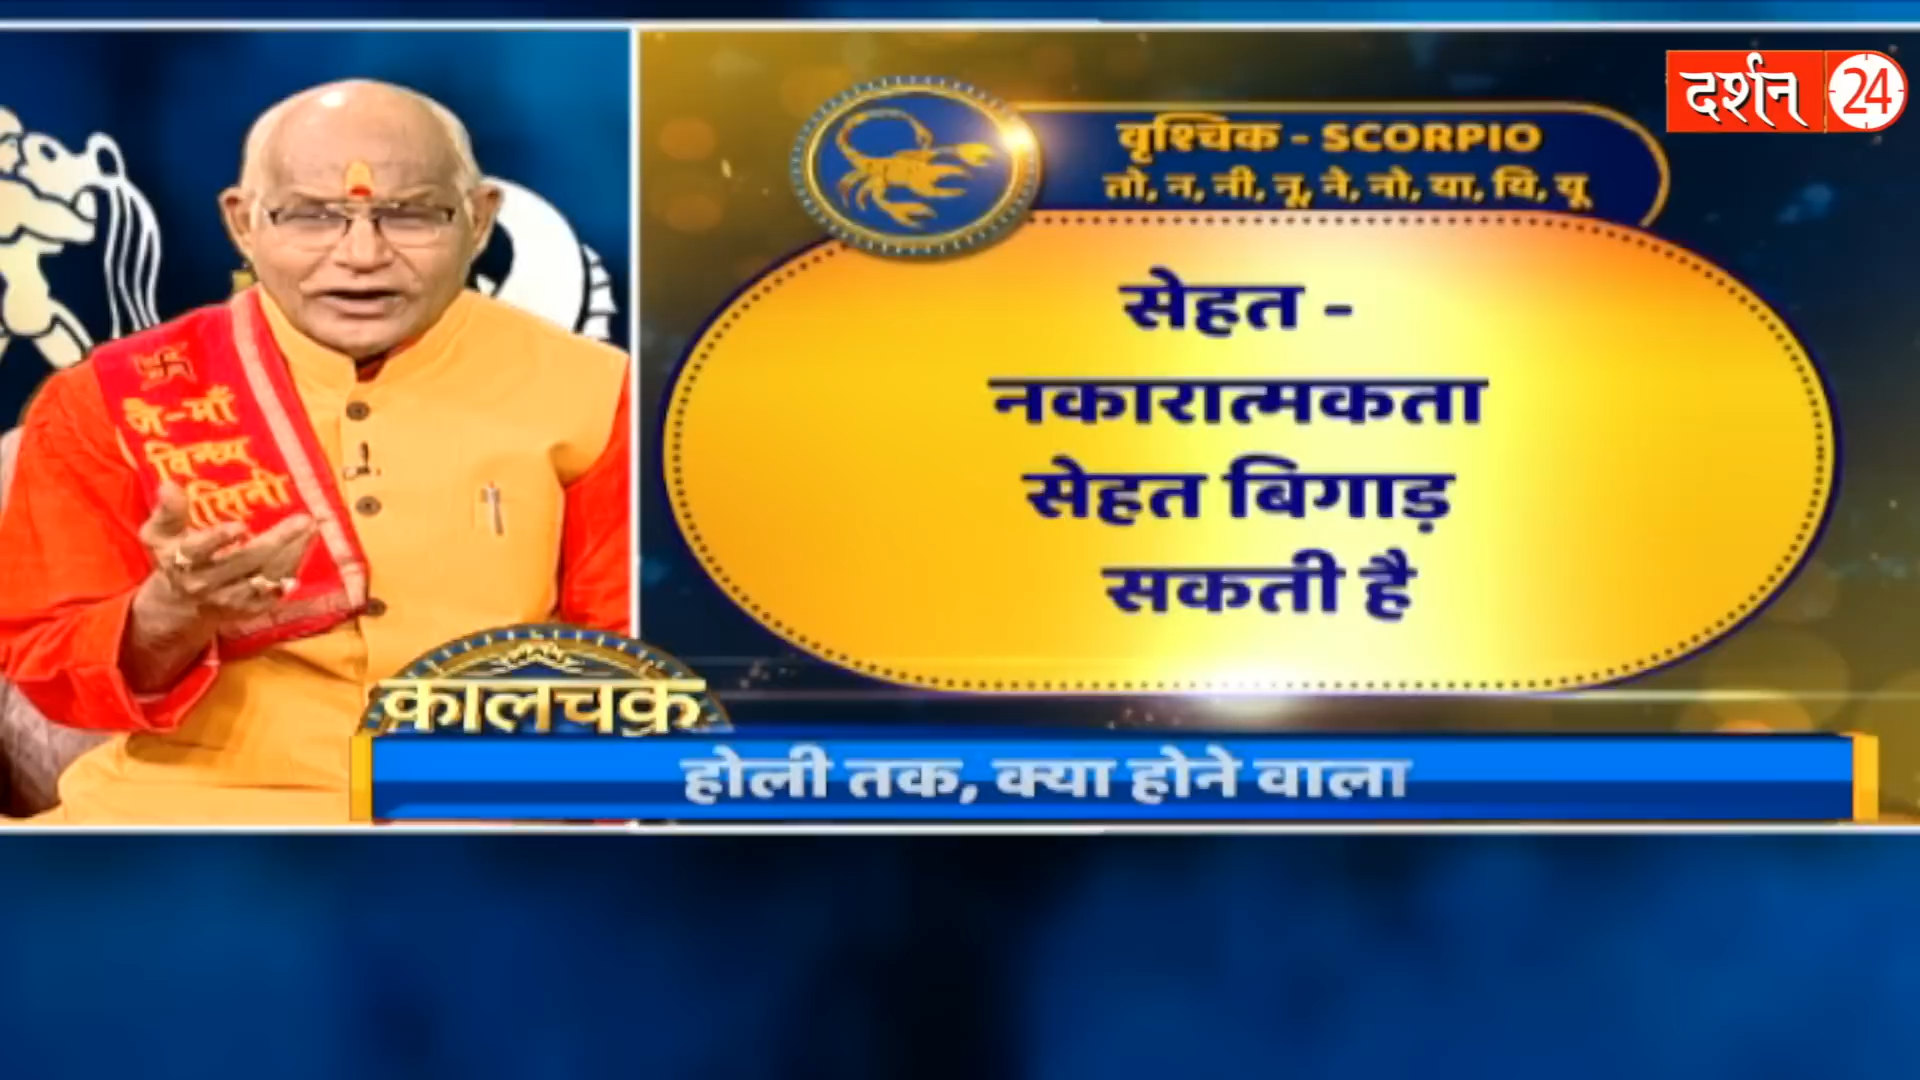 दर्शन 24
वृश्चिक - SCORPIO
तो, न, नी, नू, ने, नो, या, यि, यू
सेहत -
नकारात्मकता
सेहत बिगाड़
सकती है
जै-माँ
विन्ध्य
सिनी
कालचक्र
होली तक, क्या होने वाला